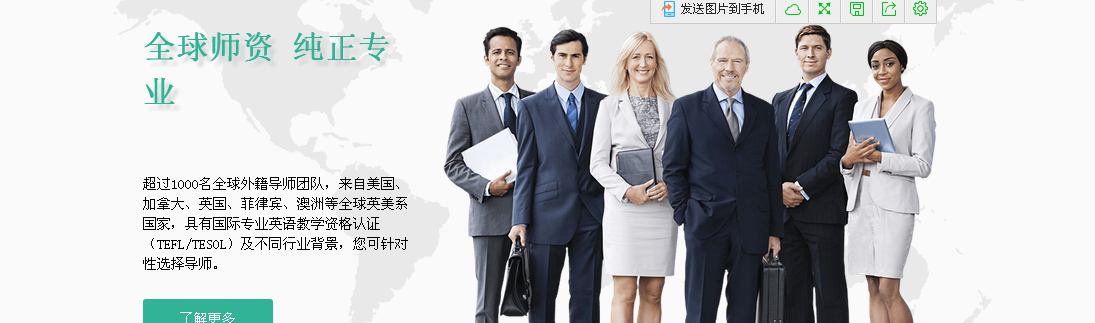 发送图片到手机
全球师资 纯正专
业
超过1000名全球外籍导师团队，来自美国、
加拿大、英国、菲律宾、澳洲等全球英美系
国家，具有国际专业英语教学资格认证
（TEFL/TESOL）及不同行业背景，您可针对
性选择导师。
了解更多